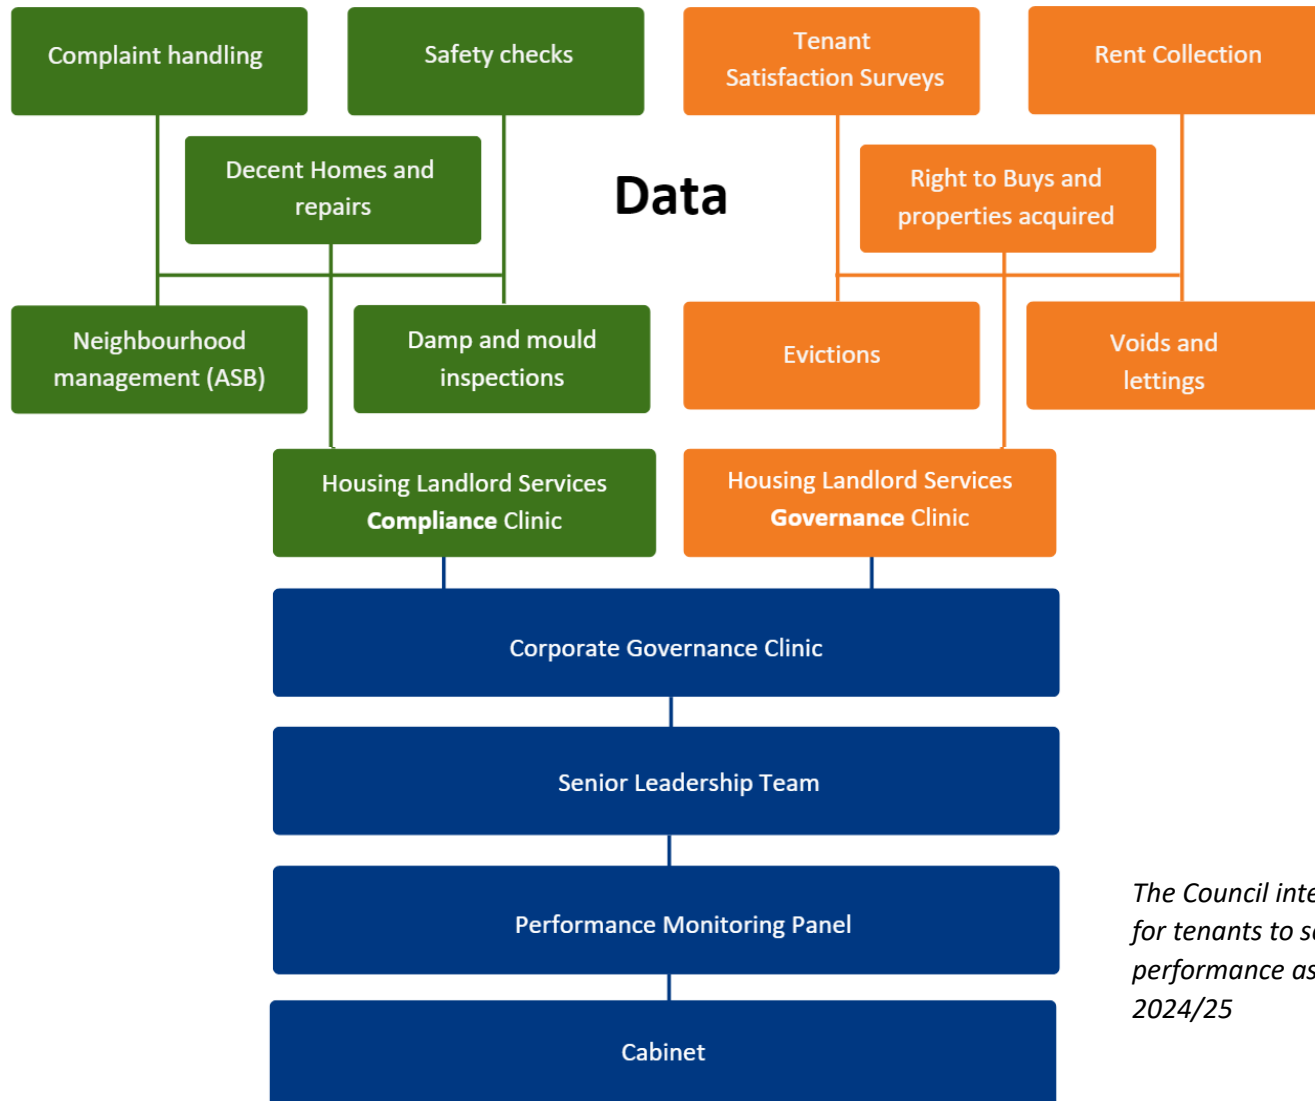 Complaint handling
Safety checks
Tenant
Satisfaction Surveys
Rent Collection
Decent Homes and
repairs
Data
Right to Buys and
properties acquired
Neighbourhood
management (ASB)
Damp and mould
inspections
Evictions
Voids and
lettings
Housing Landlord Services
Compliance Clinic
Housing Landlord Services
Governance Clinic
Corporate Governance Clinic
Senior Leadership Team
Performance Monitoring Panel
Cabinet
The Council
for tenants to
performance
2024/25